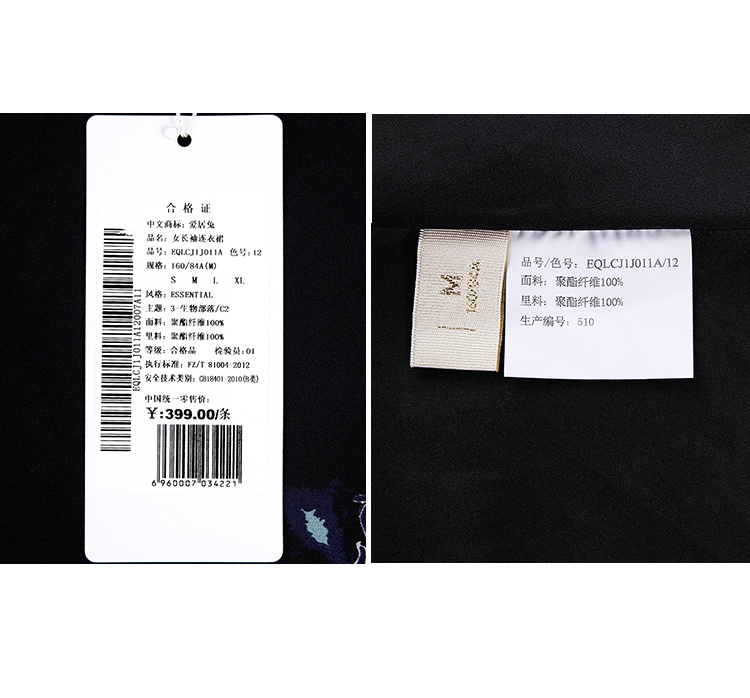 合格证
中文商标：爱居兔
品名：女长袖连衣裙
品号：EQLCJ1J011A 色号：12
规格：160/84A(M)
S M L XL
风格：ESSENTIAL
主题：3-生物部落/C2
面料：聚酯纤维100%
里料：聚酯纤维100%
等级：合格品 检验员：01
执行标准：FZ/T 81004-2012
安全技术类别：GB18401-2010(B类)
中国统一零售价：
¥:399.00/条
6 960007 034221
EQLCJ1J011A12007A11
M
160/84A
品号/色号：EQLCJ1J011A/12
面料：聚酯纤维100%
里料：聚酯纤维100%
生产编号：510